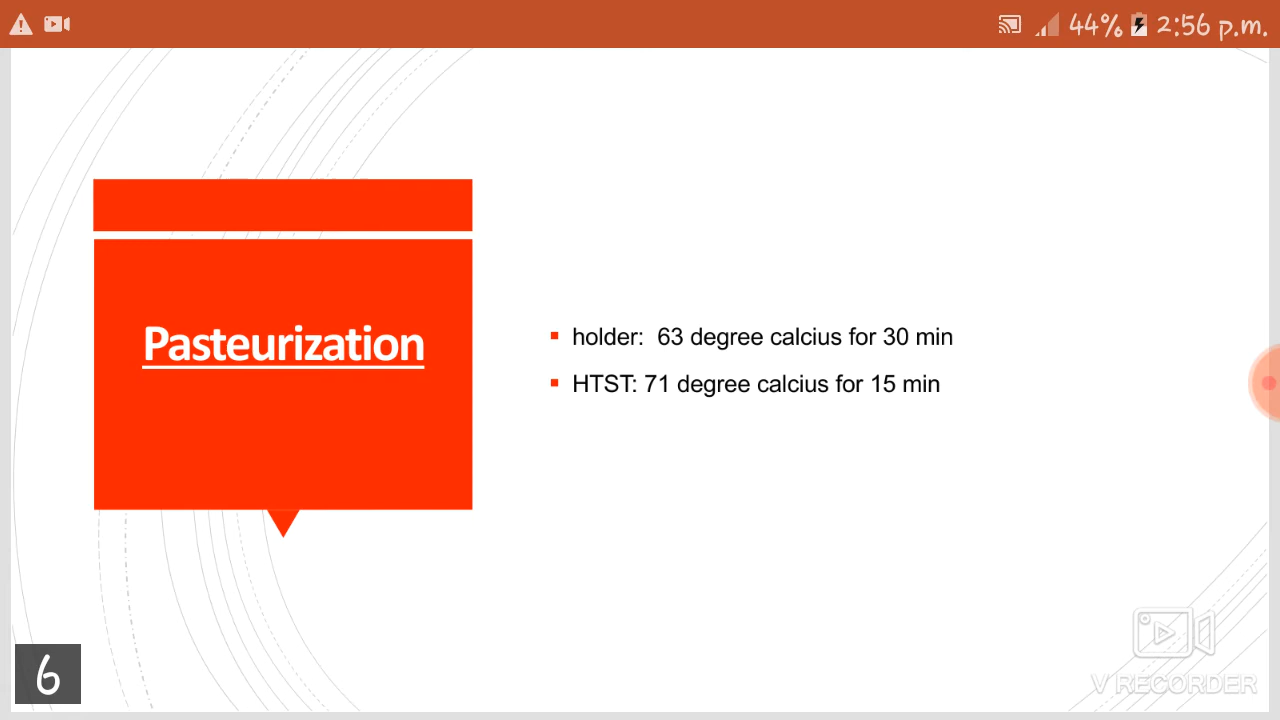 44% 2:56 p.m.
Pasteurization
holder: 63 degree calcius for 30 min
HTST: 71 degree calcius for 15 min
6
V RECORDER